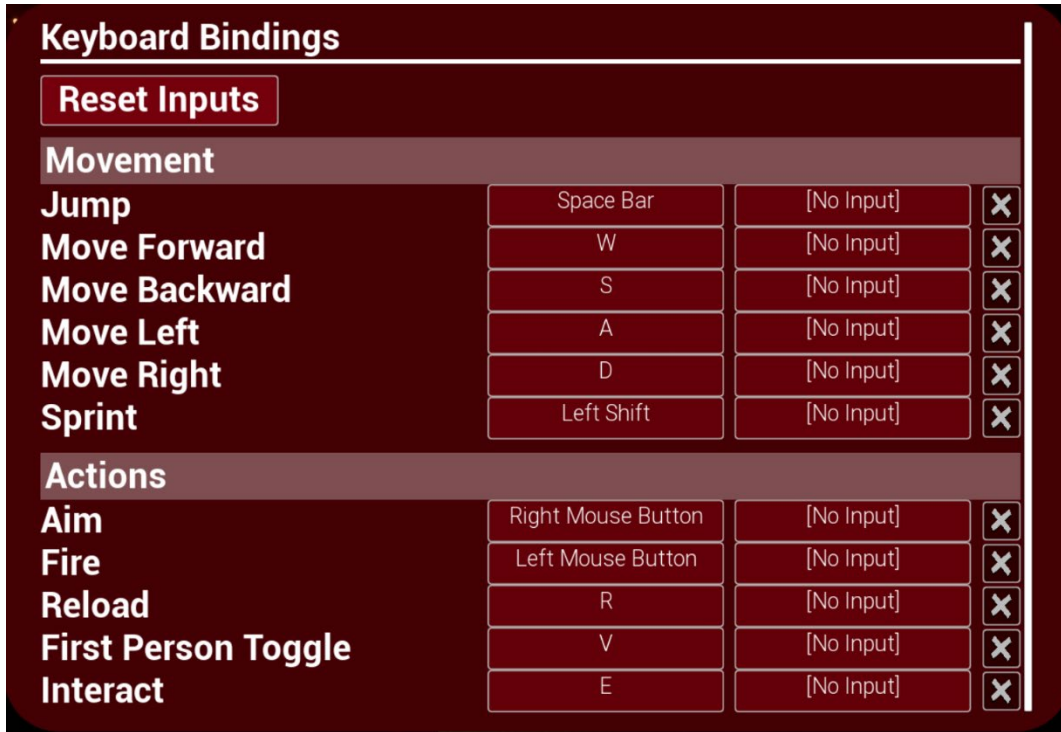 Keyboard Bindings
Reset Inputs
Movement
Jump Space Bar [No Input]
Move Forward W [No Input]
Move Backward S [No Input]
Move Left A [No Input]
Move Right D [No Input]
Sprint Left Shift [No Input]
Actions
Aim Right Mouse Button [No Input]
Fire Left Mouse Button [No Input]
Reload R [No Input]
First Person Toggle V [No Input]
Interact E [No Input]